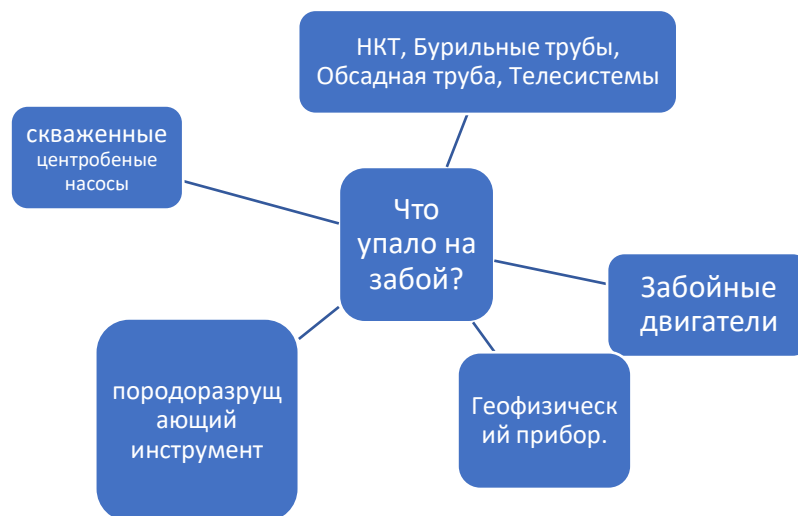 НКТ, Бурильные трубы,
Обсадная труба, Телесистемы
скваженные
центробеные
насосы
Что
упало на
забой?
Забойные
двигатели
породоразрущ
ающий
инструмент
Геофизическ
ий прибор.